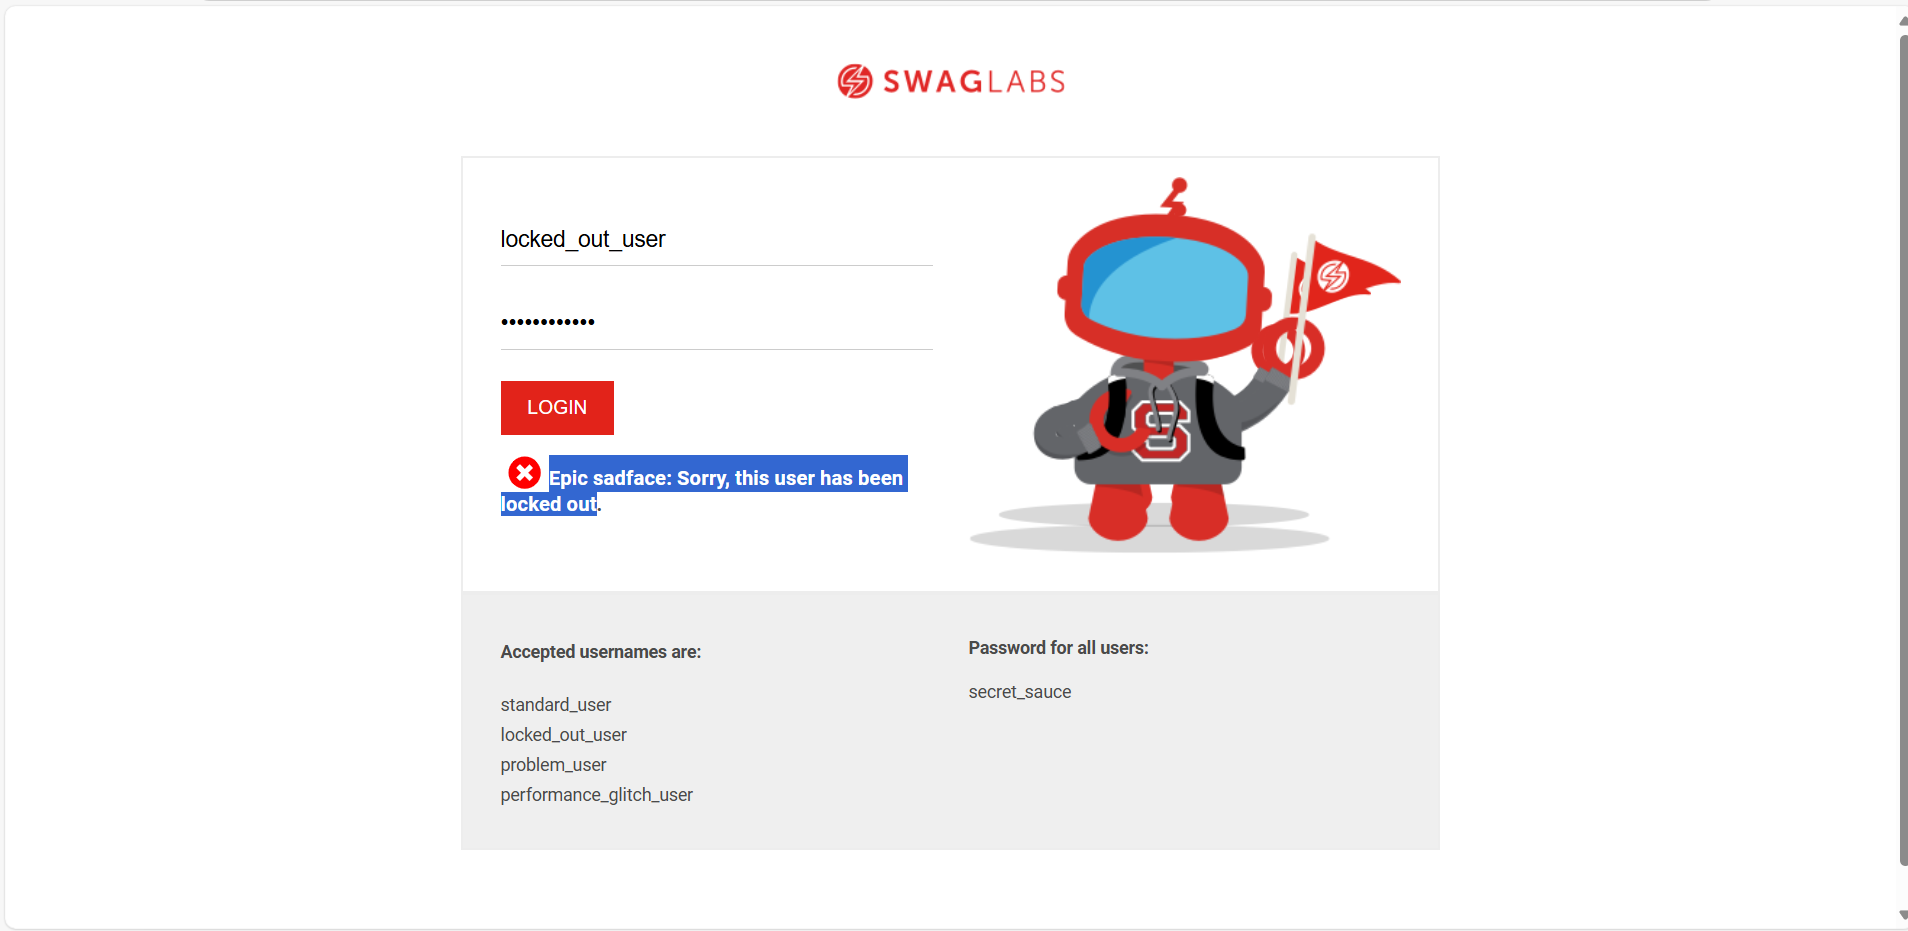 SWAGLABS
locked_out_user
••••••••••••
LOGIN
Epic sadface: Sorry, this user has been
locked out.
S
Accepted usernames are:
standard_user
locked_out_user
problem_user
performance_glitch_user
Password for all users:
secret_sauce